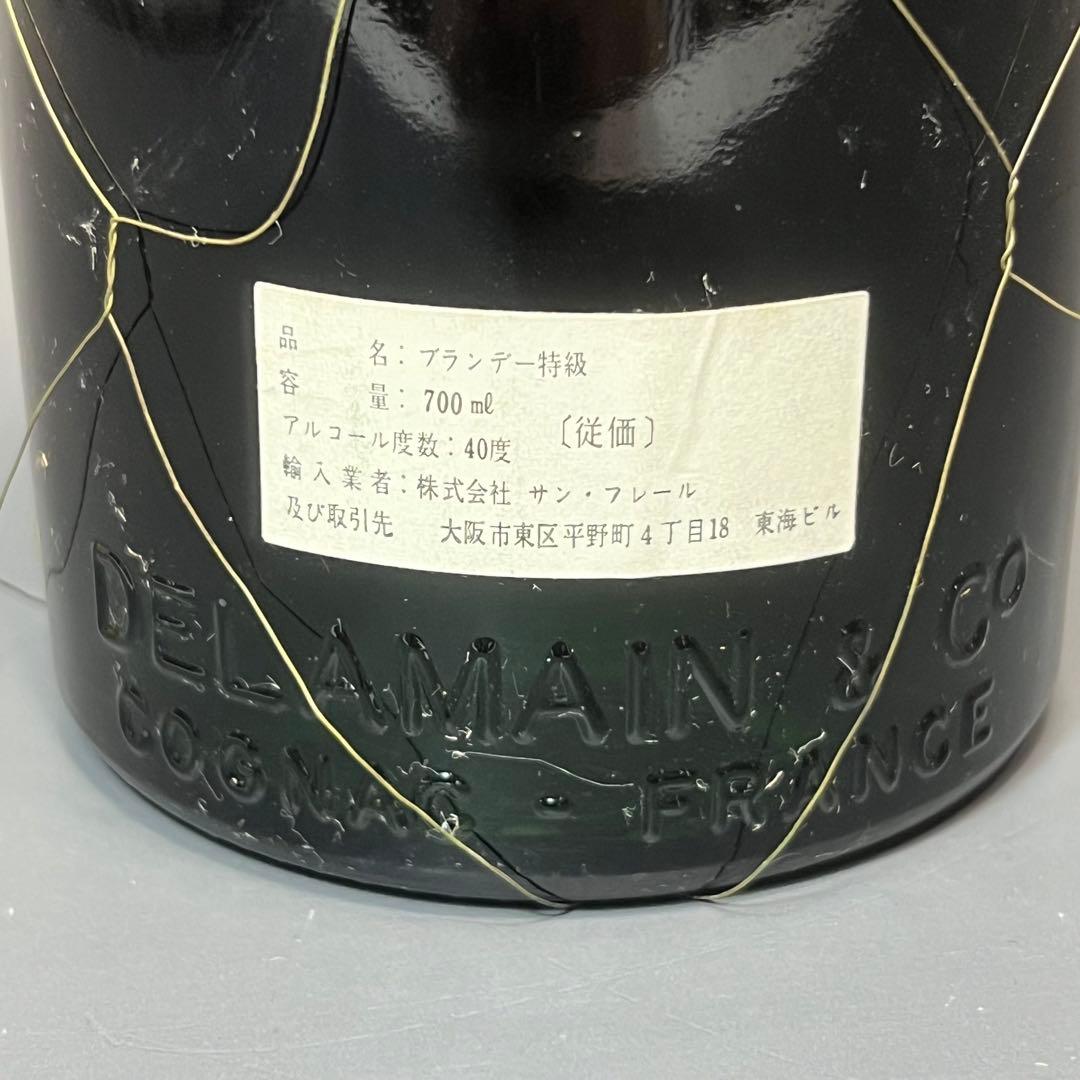 品 名：ブランデー特級
容 量：700㎖
〔従価〕
アルコール度数：40度
輸入業者：株式会社 サン・フレール
及び取引先 大阪市東区平野町4丁目18 東海ビル
DELAMAIN & Cº
COGNAC · FRANCE